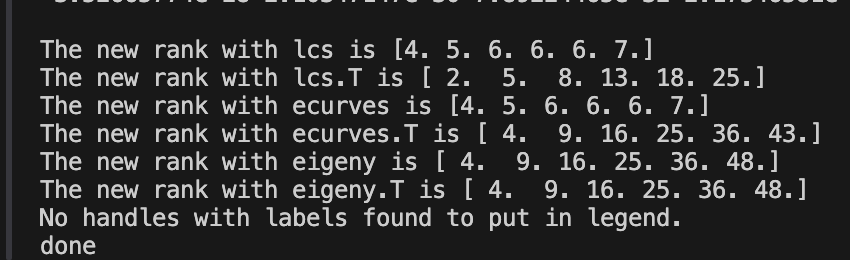 The new rank with lcs is [4. 5. 6. 6. 6. 7.]
The new rank with lcs.T is [ 2.  5.  8. 13. 18. 25.]
The new rank with ecurves is [4. 5. 6. 6. 6. 7.]
The new rank with ecurves.T is [ 4.  9. 16. 25. 36. 43.]
The new rank with eigeny is [ 4.  9. 16. 25. 36. 48.]
The new rank with eigeny.T is [ 4.  9. 16. 25. 36. 48.]
No handles with labels found to put in legend.
done